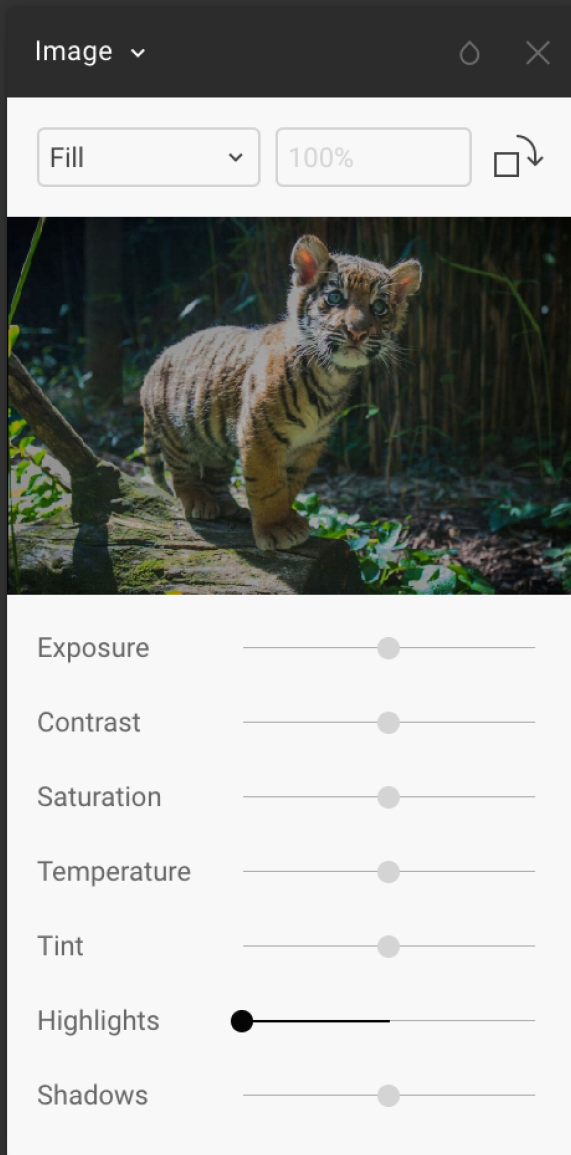 Image
Fill
100%
Exposure
Contrast
Saturation
Temperature
Tint
Highlights
Shadows